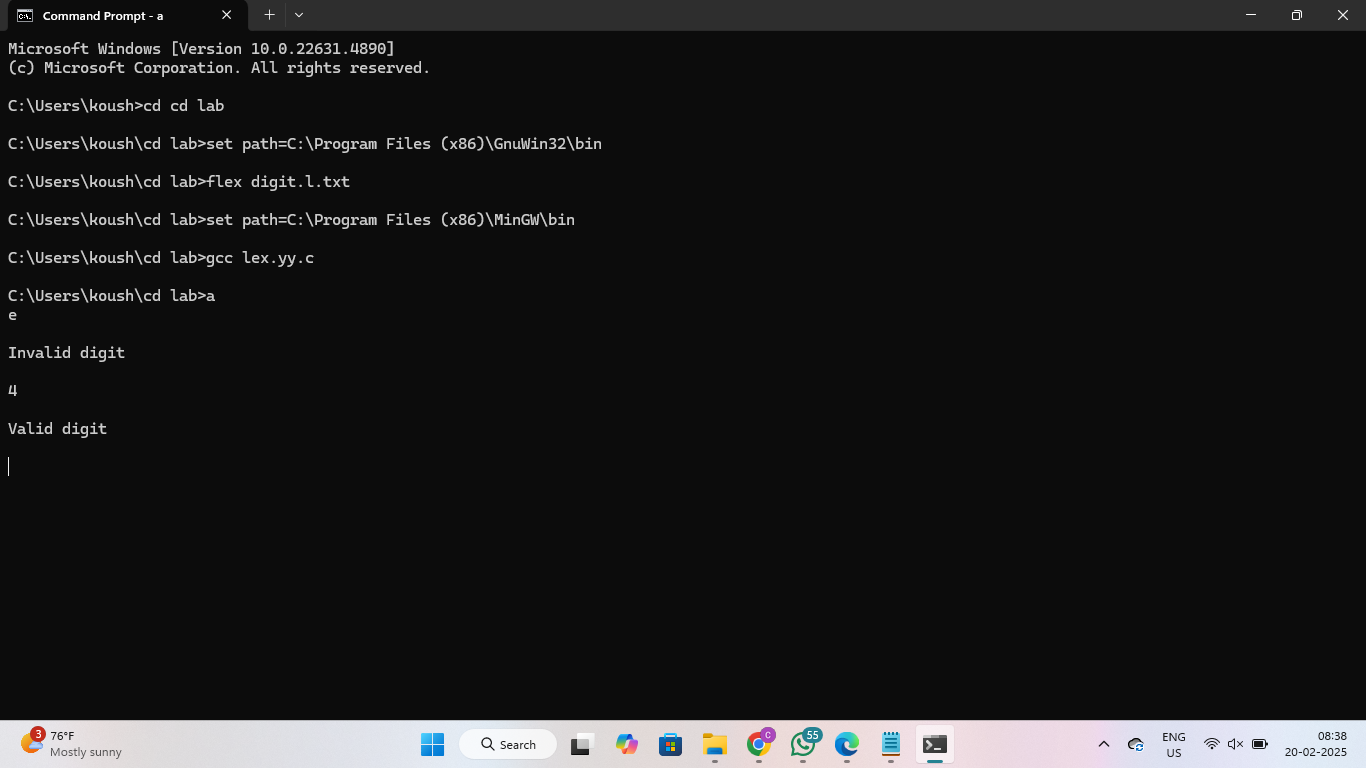 Command Prompt - a
Microsoft Windows [Version 10.0.22631.4890]
(c) Microsoft Corporation. All rights reserved.
C:\Users\koush>cd cd lab
C:\Users\koush\cd lab>set path=C:\Program Files (x86)\GnuWin32\bin
C:\Users\koush\cd lab>flex digit.l.txt
C:\Users\koush\cd lab>set path=C:\Program Files (x86)\MinGW\bin
C:\Users\koush\cd lab>gcc lex.yy.c
C:\Users\koush\cd lab>a
e
Invalid digit
4
Valid digit
3
76°F
Mostly sunny
Search
C
55
ENG
US
08:38
20-02-2025